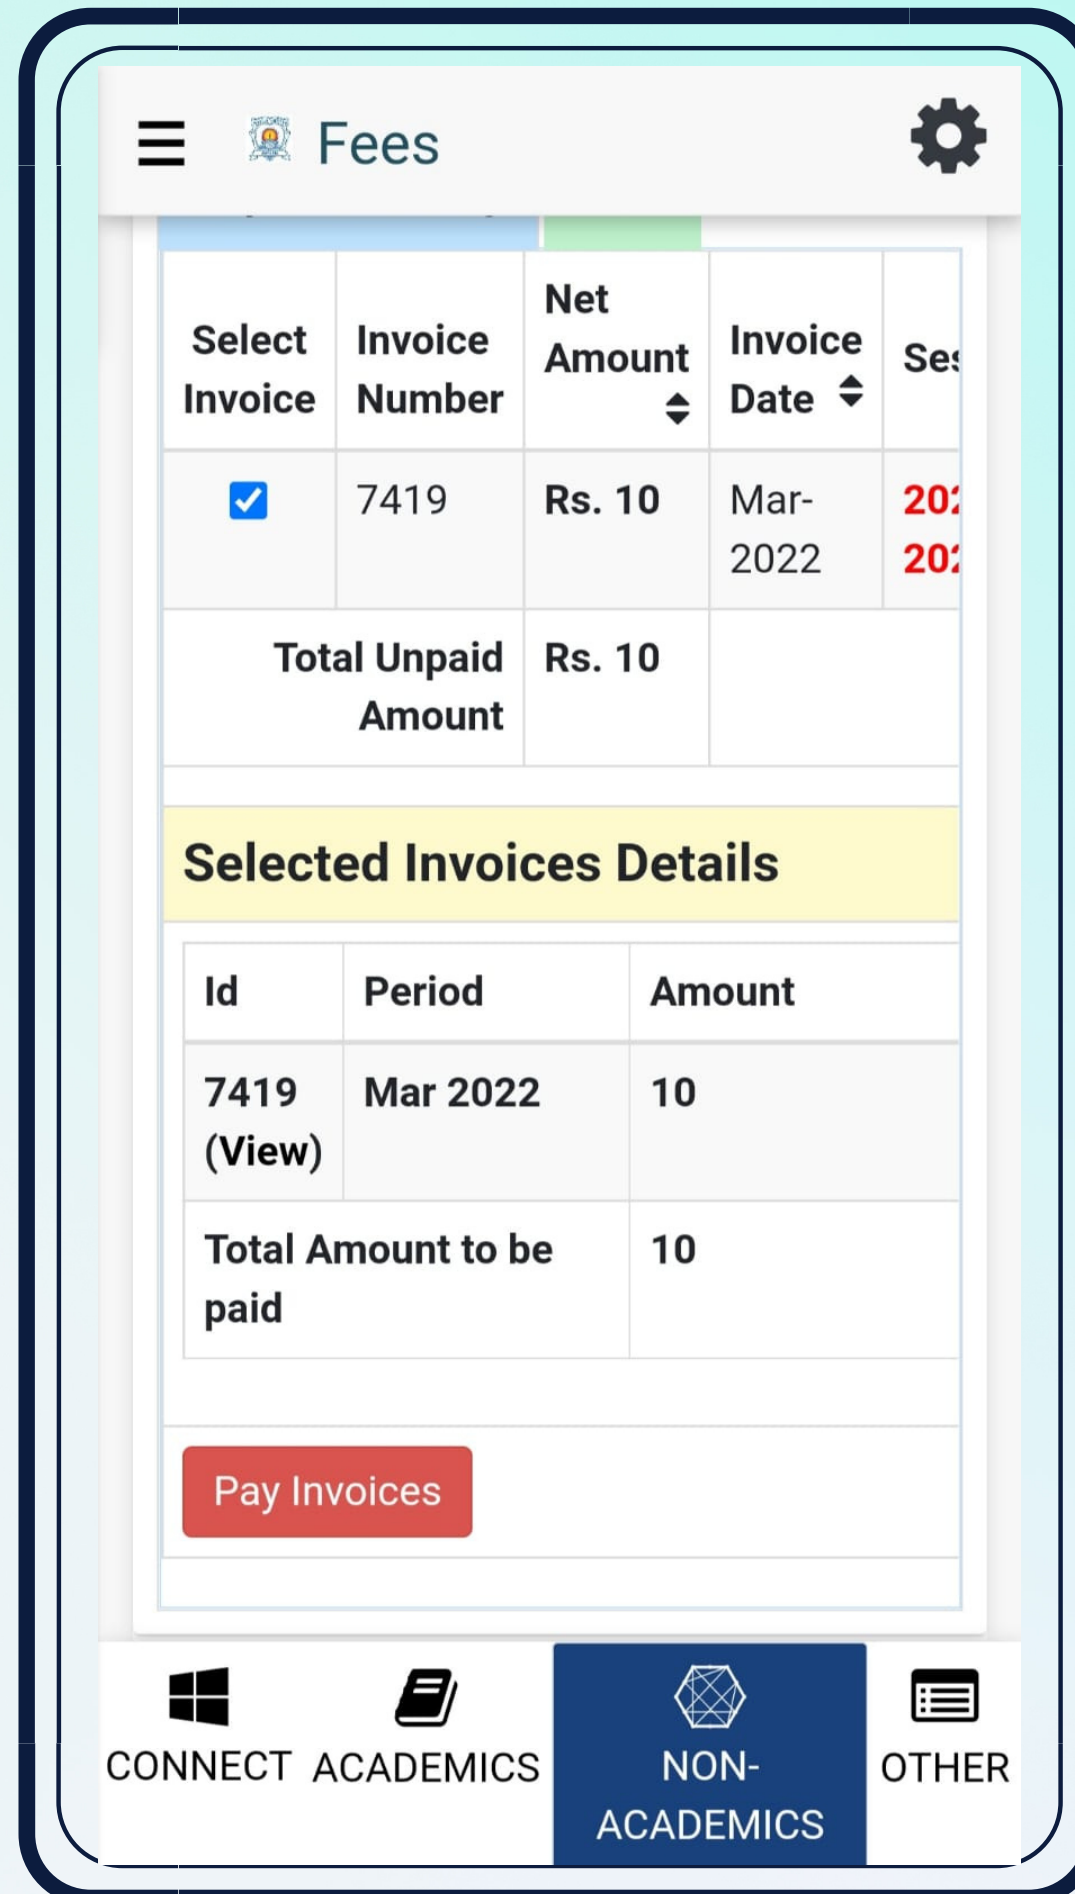 Fees
Select Invoice
Invoice Number
Net Amount
Invoice Date
7419
Rs. 10
Mar-2022
Total Unpaid Amount
Rs. 10
Selected Invoices Details
Id
Period
Amount
7419 (View)
Mar 2022
10
Total Amount to be paid
10
Pay Invoices
CONNECT
ACADEMICS
NON-ACADEMICS
OTHER